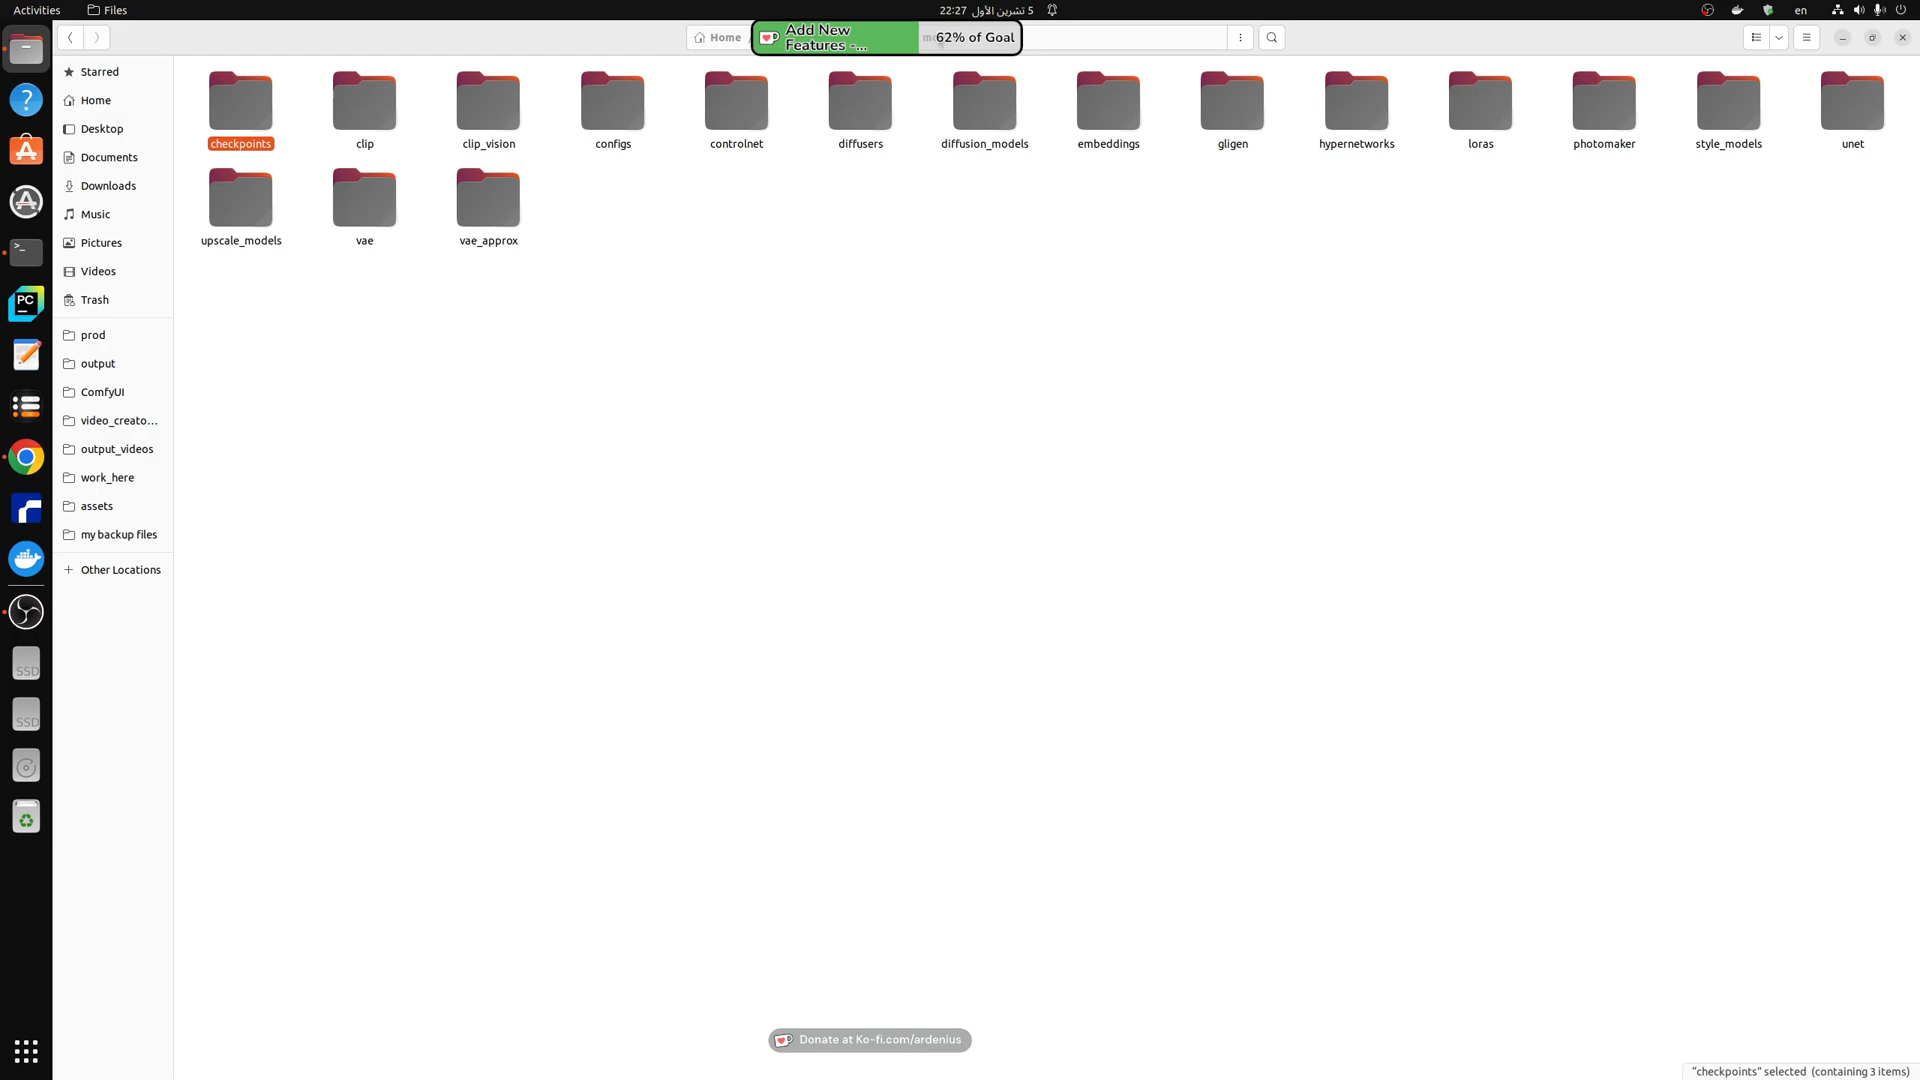 Activities
Files
22:27 5 تشرين الأول
en
Home
Add New
Features -...
62% of Goal
Starred
Home
Desktop
Documents
Downloads
Music
Pictures
Videos
Trash
prod
output
ComfyUI
video_creato...
output_videos
work_here
assets
my backup files
Other Locations
checkpoints
clip
clip_vision
configs
controlnet
diffusers
diffusion_models
embeddings
gligen
hypernetworks
loras
photomaker
style_models
unet
upscale_models
vae
vae_approx
PC
SSD
SSD
Donate at Ko-fi.com/ardenius
"checkpoints" selected (containing 3 items)